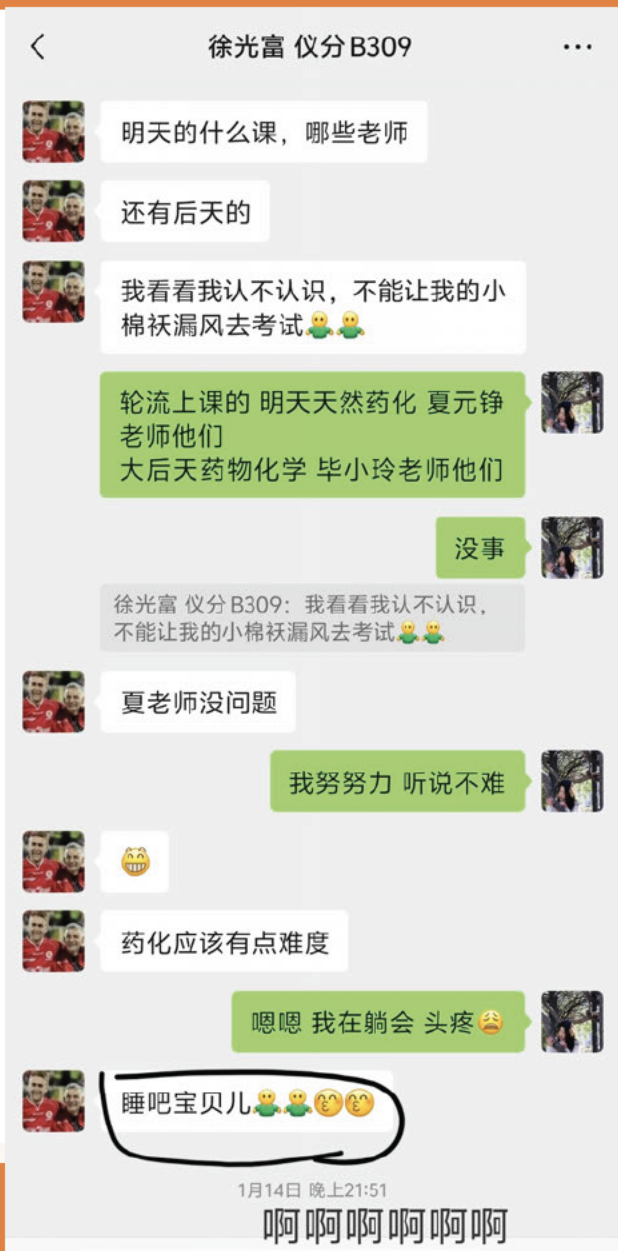 徐光富 仪分B309
明天的什么课，哪些老师
还有后天的
我看看我认不认识，不能让我的小
棉袄漏风去考试
轮流上课的 明天天然药化 夏元铮
老师他们
大后天药物化学 毕小玲老师他们
没事
徐光富 仪分B309：我看看我认不认识，
不能让我的小棉袄漏风去考试
夏老师没问题
我努努力 听说不难
药化应该有点难度
嗯嗯 我在躺会 头疼
睡吧宝贝儿
1月14日 晚上21:51
啊啊啊啊啊啊